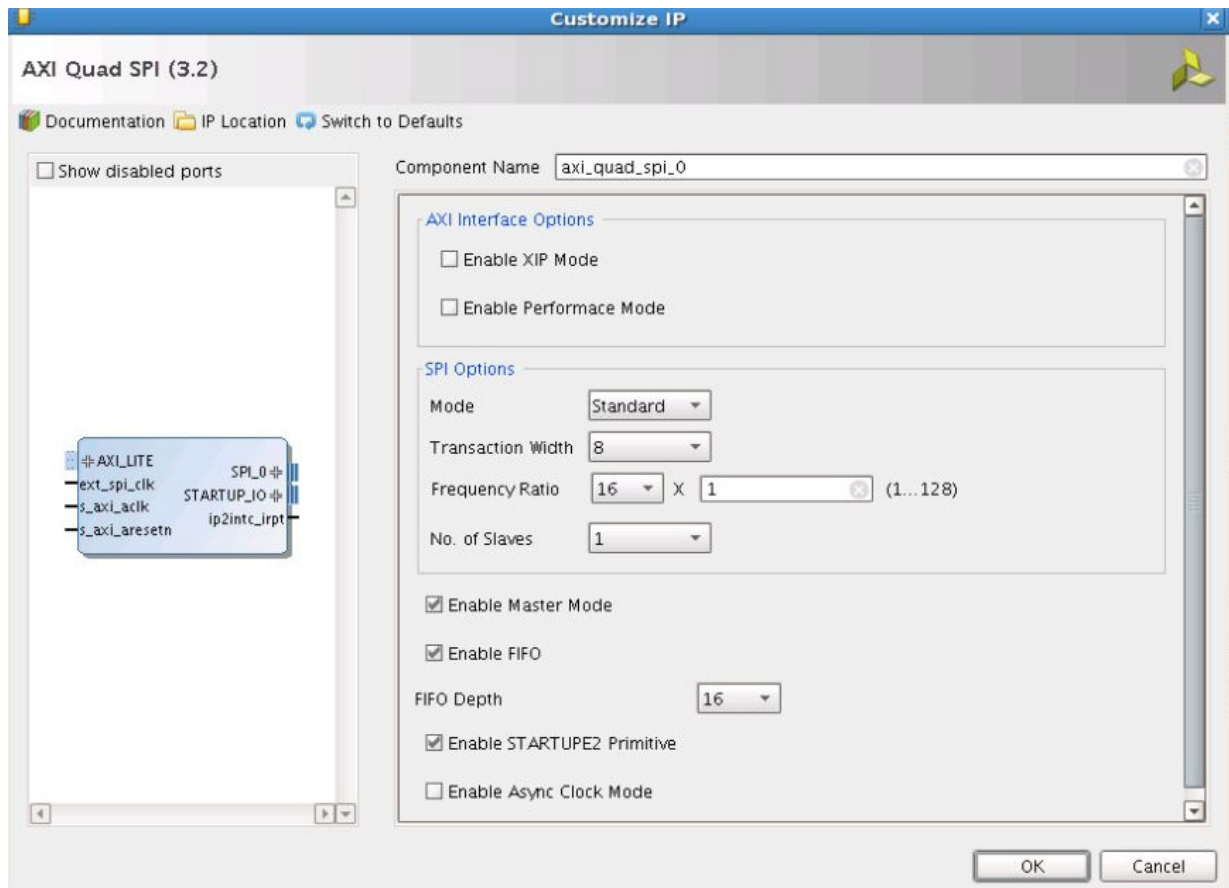 Customize IP
AXI Quad SPI (3.2)
Documentation IP Location Switch to Defaults
Show disabled ports
AXI_LITE
ext_spi_clk
s_axi_aclk
s_axi_aresetn
SPI_0
STARTUP_IO
ip2intc_irpt
Component Name axi_quad_spi_0
AXI Interface Options
Enable XIP Mode
Enable Performace Mode
SPI Options
Mode Standard
Transaction Width 8
Frequency Ratio 16 X 1 (1...128)
No. of Slaves 1
Enable Master Mode
Enable FIFO
FIFO Depth 16
Enable STARTUPE2 Primitive
Enable Async Clock Mode
OK Cancel